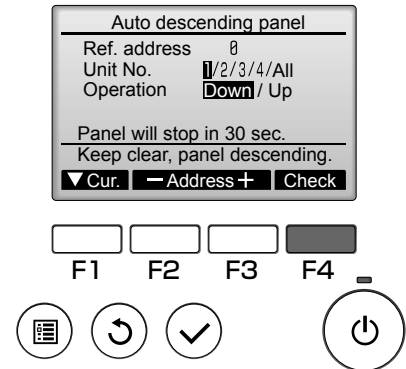 Auto descending panel
Ref. address 0
Unit No. 1/2/3/4/All
Operation Down / Up
Panel will stop in 30 sec.
Keep clear, panel descending.
▼Cur. −Address+ Check
F1 F2 F3 F4